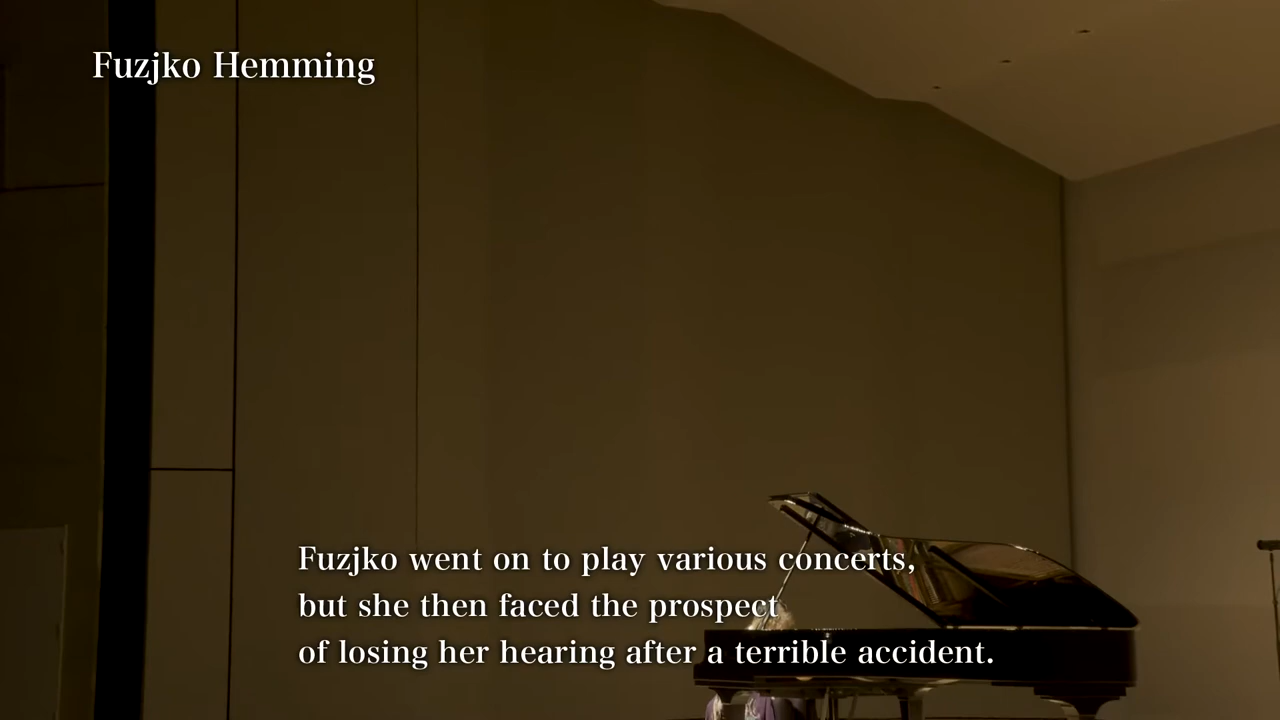 Fuzjko Hemming
Fuzjko went on to play various concerts,
but she then faced the prospect
of losing her hearing after a terrible accident.